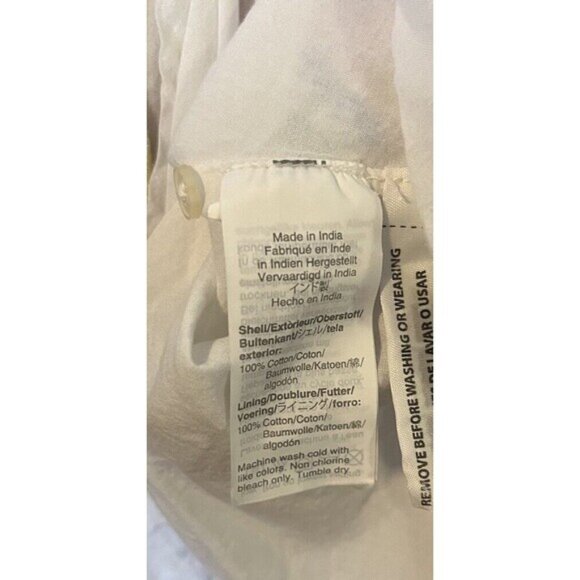 Made in India
Fabriqué en Inde
in Indien Hergestellt
Vervaardigd in India
インド製
Hecho en India
Shell/Extérieur/Oberstoff/
Buitenkant/シェル/tela
exterior:
100% Cotton/Coton/
Baumwolle/Katoen/綿/
algodón
Lining/Doublure/Futter/
Voering/ライニング/forro:
100% Cotton/Coton/
Baumwolle/Katoen/綿/
algodón
Machine wash cold with
like colors. Non chlorine
bleach only. Tumble dry
REMOVE BEFORE WASHING OR WEARING
DE LAVAR O USAR